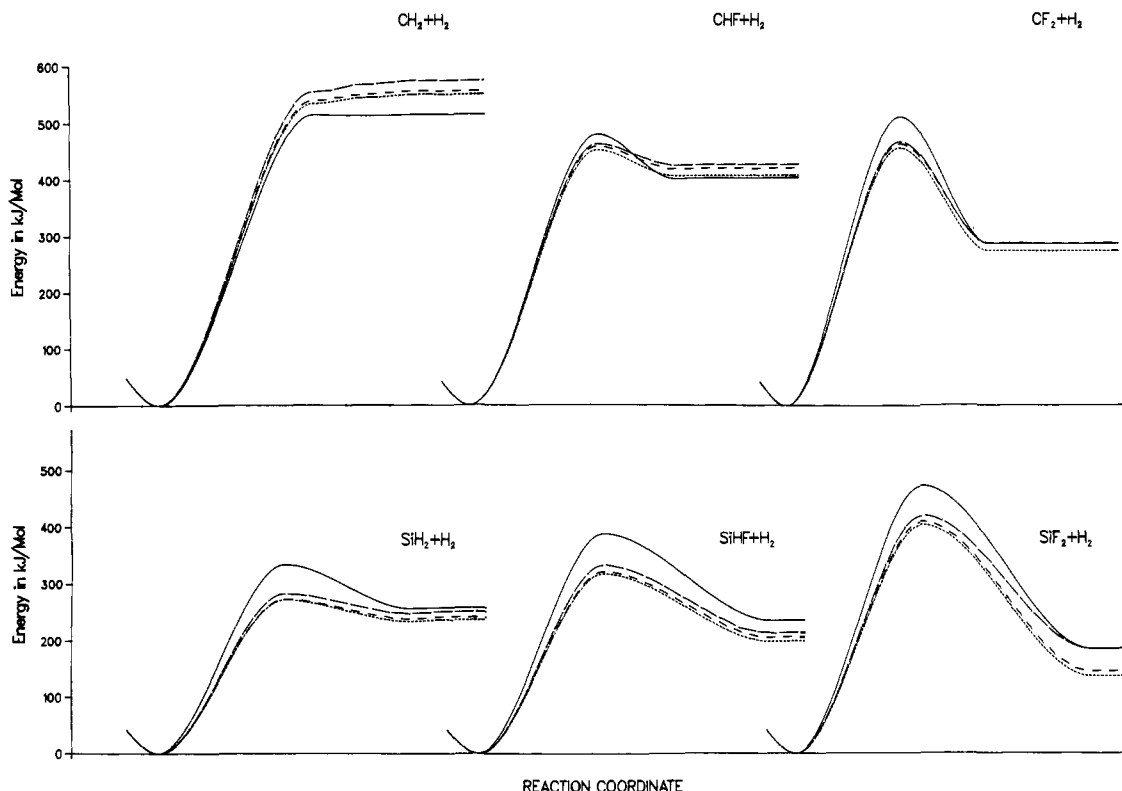 CH₂+H₂ CHF+H₂ CF₂+H₂
600
500
400
300
200
100
0
Energy in kJ/Mol
500
400
300
200
100
0
Energy in kJ/Mol
SiH₂+H₂ SiHF+H₂ SiF₂+H₂
REACTION COORDINATE